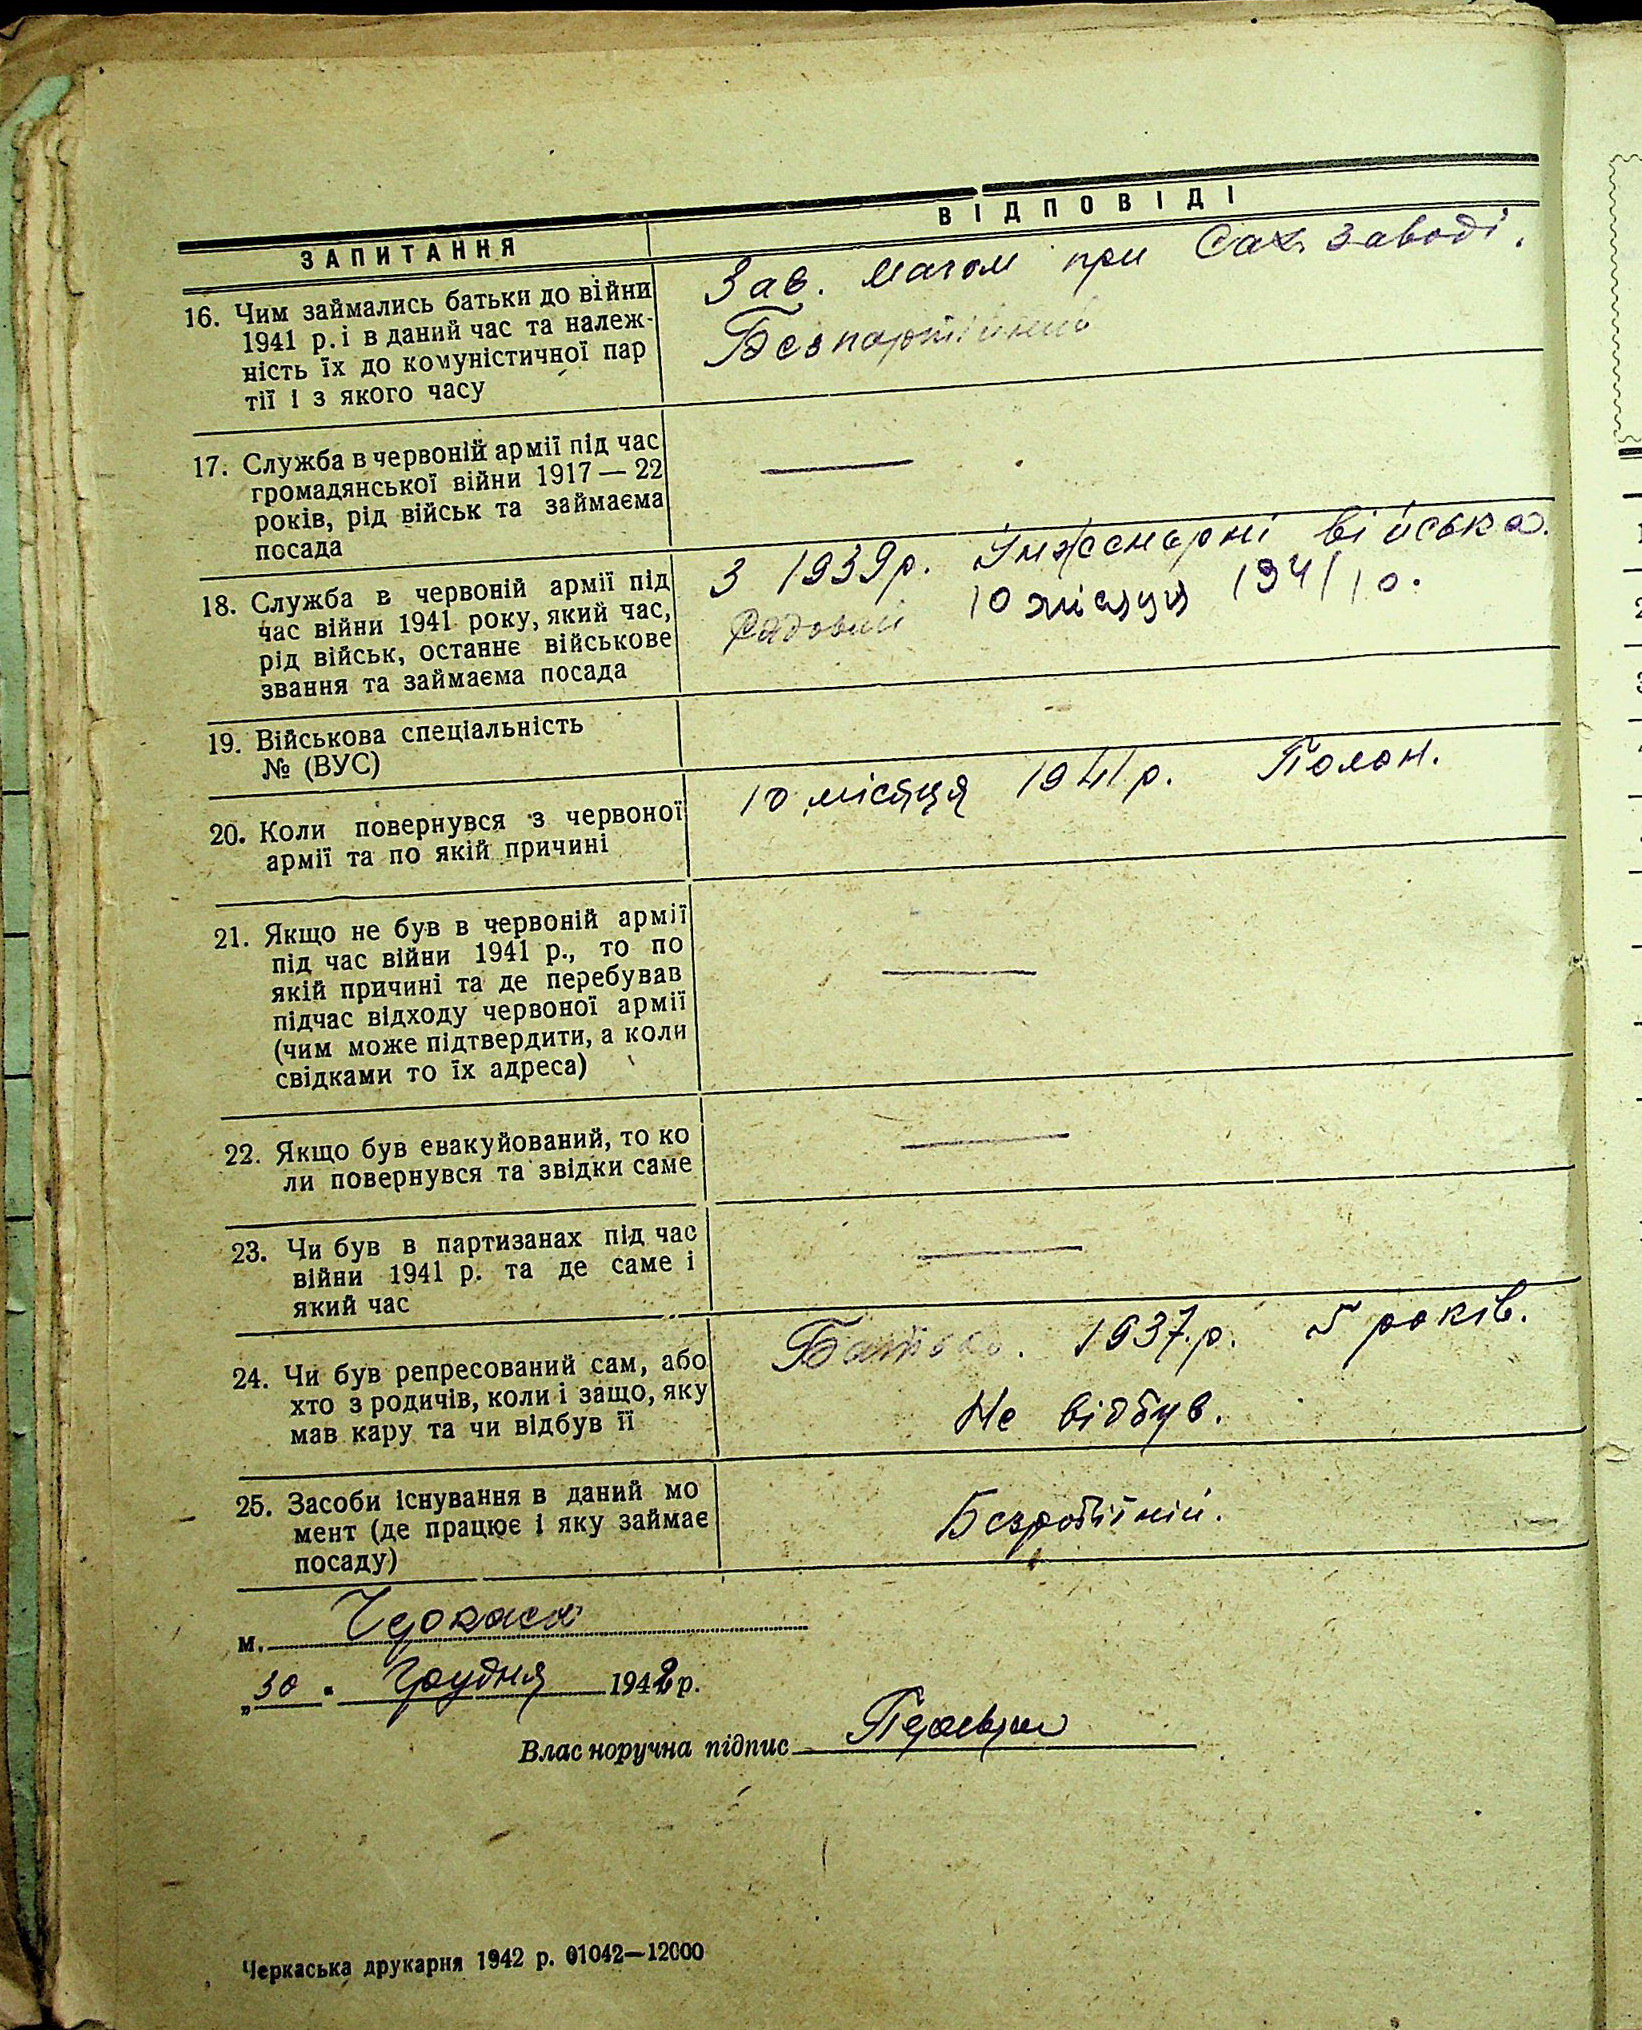 ЗАПИТАННЯ
ВІДПОВІДІ
16. Чим займались батьки до війни
1941 р. і в даний час та належ-
ність їх до комуністичної пар
тії і з якого часу
Зав. магом при Сах. Заводі.
Безпартійний
17. Служба в червоній армії під час
громадянської війни 1917 — 22
років, рід військ та займаєма
посада
—
18. Служба в червоній армії під
час війни 1941 року, який час,
рід військ, останнє військове
звання та займаєма посада
З 1939р. Інженерні війська.
Рядовий 10 місяця 1941 р.
19. Військова спеціальність
№ (ВУС)
20. Коли повернувся з червоної
армії та по якій причині
10 місяця 1941 р. Полон.
21. Якщо не був в червоній армії
під час війни 1941 р., то по
якій причині та де перебував
підчас відходу червоної армії
(чим може підтвердити, а коли
свідками то їх адреса)
—
22. Якщо був евакуйований, то ко
ли повернувся та звідки саме
—
23. Чи був в партизанах під час
війни 1941 р. та де саме і
який час
—
24. Чи був репресований сам, або
хто з родичів, коли і защо, яку
мав кару та чи відбув її
Батько. 1937.р. 5 років.
Не відбув.
25. Засоби існування в даний мо
мент (де працює і яку займає
посаду)
Безробітній.
м. Черкаси
„30" Грудня 1942 р.
Власноручна підпис
Черкаська друкарня 1942 р. 01042—12000